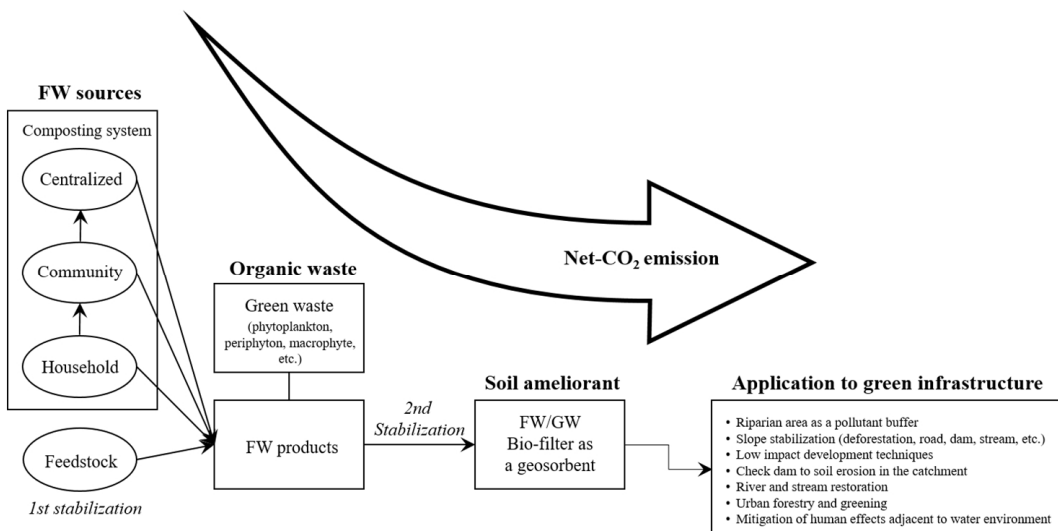 FW sources
Composting system
Centralized
Community
Household
Feedstock
1st stabilization
Organic waste
Green waste
(phytoplankton,
periphyton, macrophyte,
etc.)
FW products
2nd
Stabilization
Net-CO₂ emission
Soil ameliorant
FW/GW
Bio-filter as
a geosorbent
Application to green infrastructure
• Riparian area as a pollutant buffer
• Slope stabilization (deforestation, road, dam, stream, etc.)
• Low impact development techniques
• Check dam to soil erosion in the catchment
• River and stream restoration
• Urban forestry and greening
• Mitigation of human effects adjacent to water environment